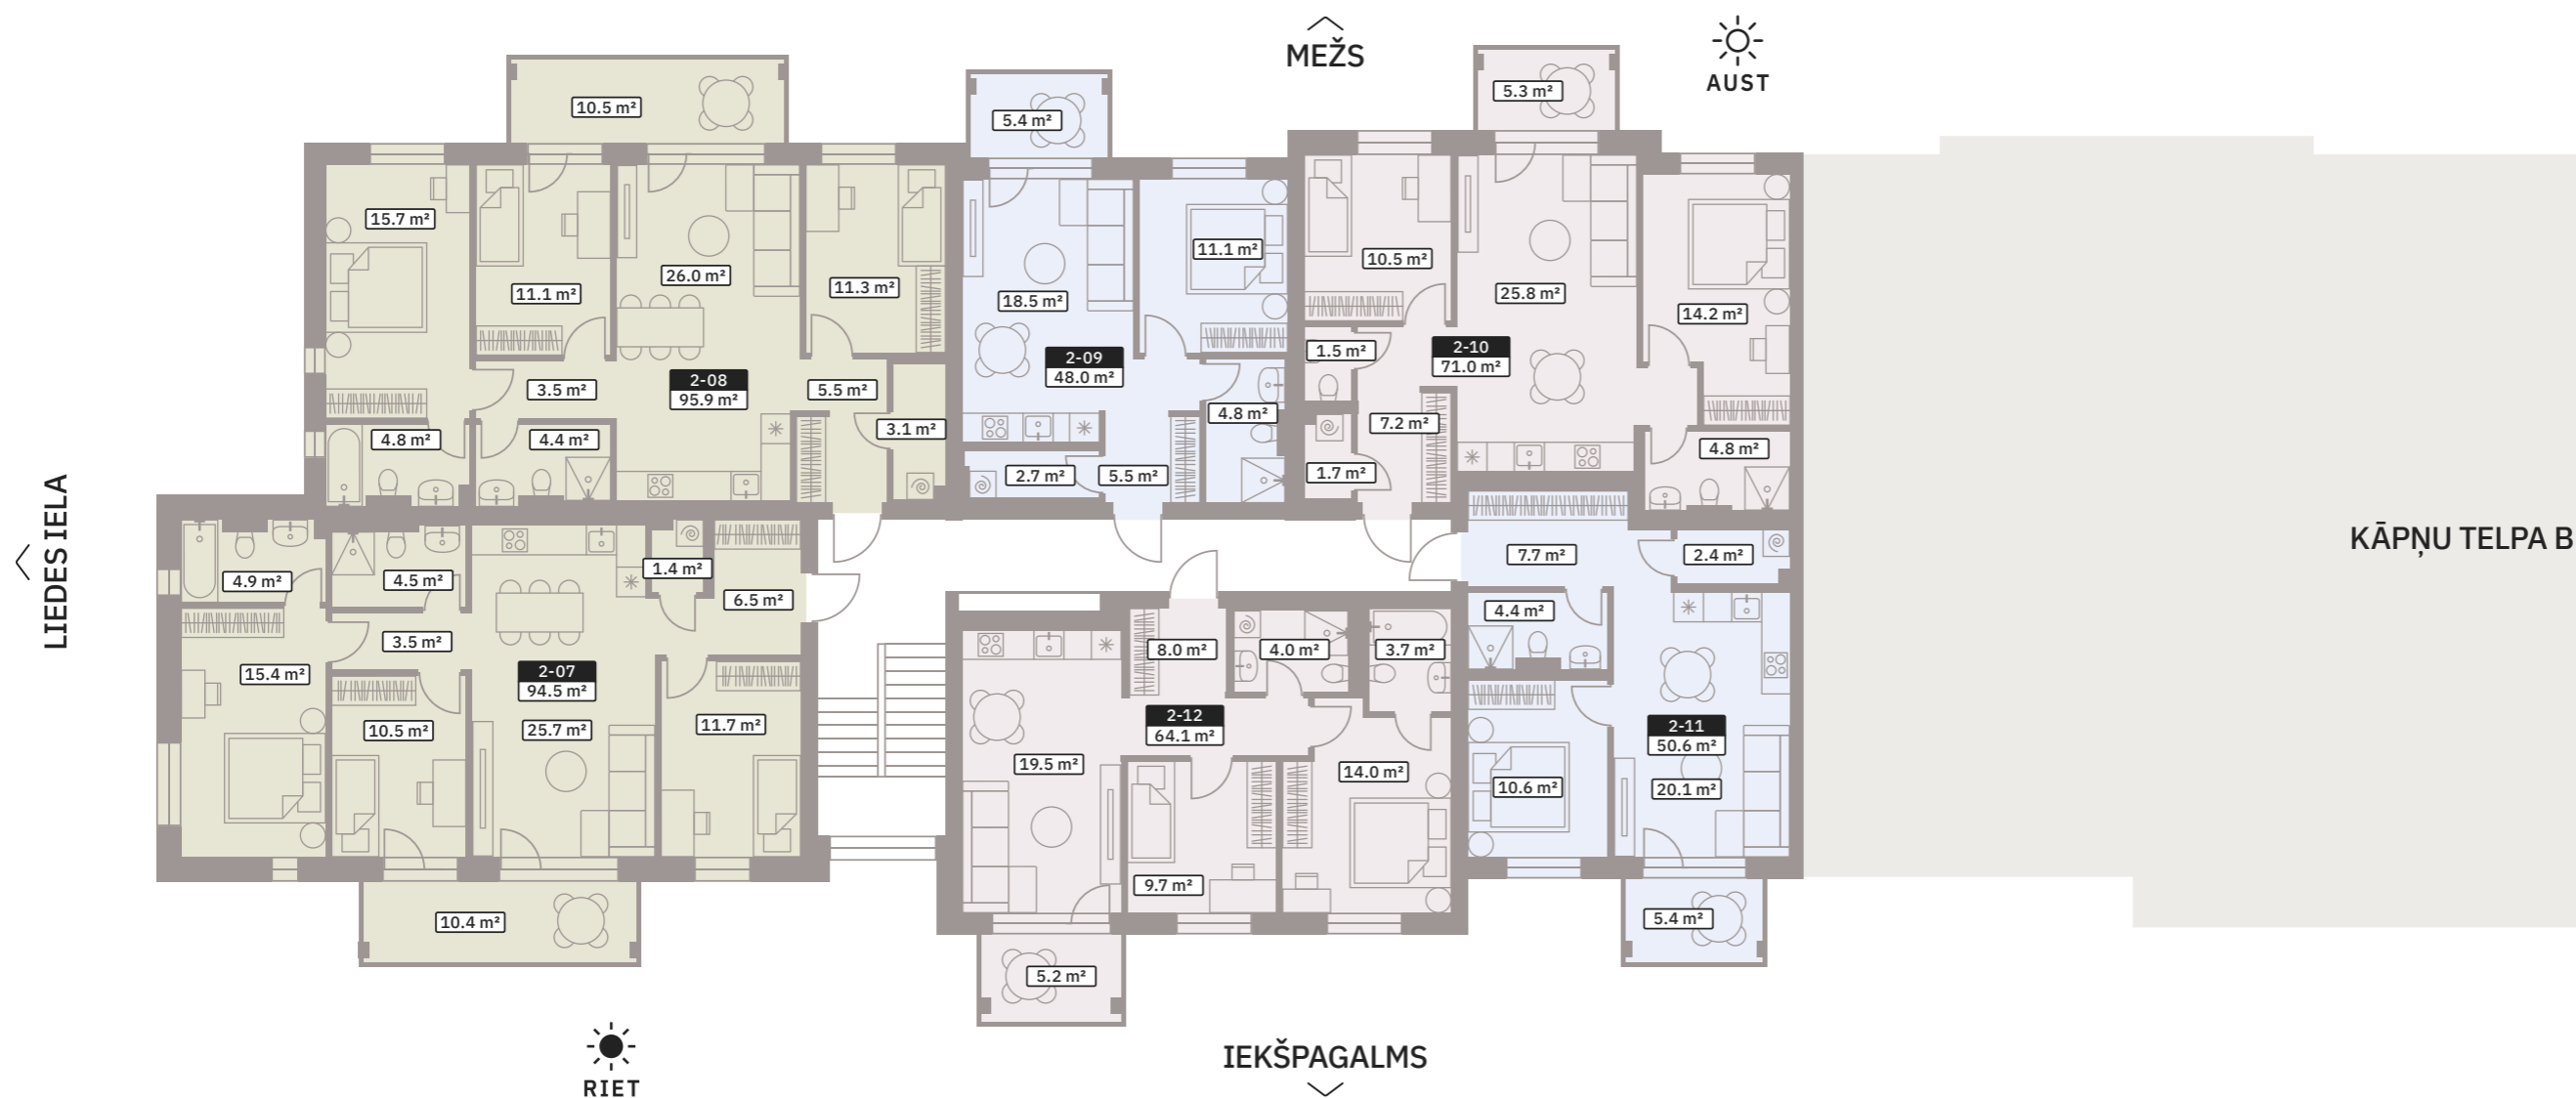 MEŽS
AUST
10.5 m²
5.4 m²
5.3 m²
15.7 m²
11.1 m²
26.0 m²
11.3 m²
3.5 m²
2-08
95.9 m²
5.5 m²
3.1 m²
4.8 m²
4.4 m²
18.5 m²
11.1 m²
2-09
48.0 m²
4.8 m²
2.7 m²
5.5 m²
10.5 m²
25.8 m²
14.2 m²
1.5 m²
2-10
71.0 m²
7.2 m²
1.7 m²
4.8 m²
LIEDES IELA
KĀPŅU TELPA B
4.9 m²
4.5 m²
1.4 m²
6.5 m²
3.5 m²
15.4 m²
2-07
94.5 m²
10.5 m²
25.7 m²
11.7 m²
10.4 m²
8.0 m²
4.0 m²
3.7 m²
2-12
64.1 m²
19.5 m²
14.0 m²
9.7 m²
5.2 m²
7.7 m²
2.4 m²
4.4 m²
2-11
50.6 m²
10.6 m²
20.1 m²
5.4 m²
RIET
IEKŠPAGALMS